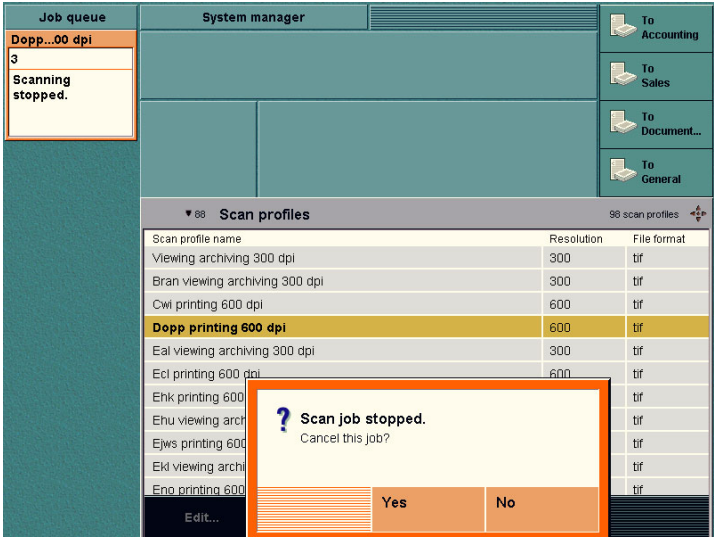 Job queue
System manager
Dopp...00 dpi
3
Scanning
stopped.
To
Accounting
To
Sales
To
Document...
To
General
▼ 88 Scan profiles 98 scan profiles
Scan profile name Resolution File format
Viewing archiving 300 dpi 300 tif
Bran viewing archiving 300 dpi 300 tif
Cwi printing 600 dpi 600 tif
Dopp printing 600 dpi 600 tif
Eal viewing archiving 300 dpi 300 tif
Ecl printing 600 dpi 600 tif
Ehk printing 600 tif
Ehu viewing arch tif
Ejws printing 600 tif
Ekl viewing archi tif
Eno printing 600 tif
? Scan job stopped.
Cancel this job?
Yes No
Edit...